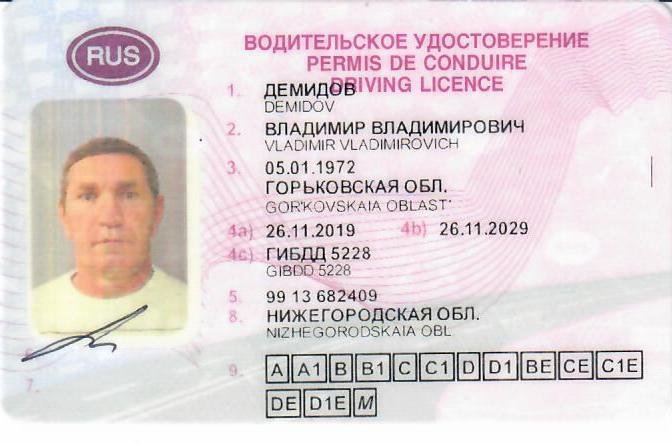 RUS
ВОДИТЕЛЬСКОЕ УДОСТОВЕРЕНИЕ
PERMIS DE CONDUIRE
DRIVING LICENCE
1. ДЕМИДОВ
DEMIDOV
2. ВЛАДИМИР ВЛАДИМИРОВИЧ
VLADIMIR VLADIMIROVICH
3. 05.01.1972
ГОРЬКОВСКАЯ ОБЛ.
GOR'KOVSKAIA OBLAST'
4a) 26.11.2019 4b) 26.11.2029
4c) ГИБДД 5228
GIBDD 5228
5. 99 13 682409
8. НИЖЕГОРОДСКАЯ ОБЛ.
NIZHEGORODSKAIA OBL
7.
9. A A1 B B1 C C1 D D1 BE CE C1E
DE D1E M